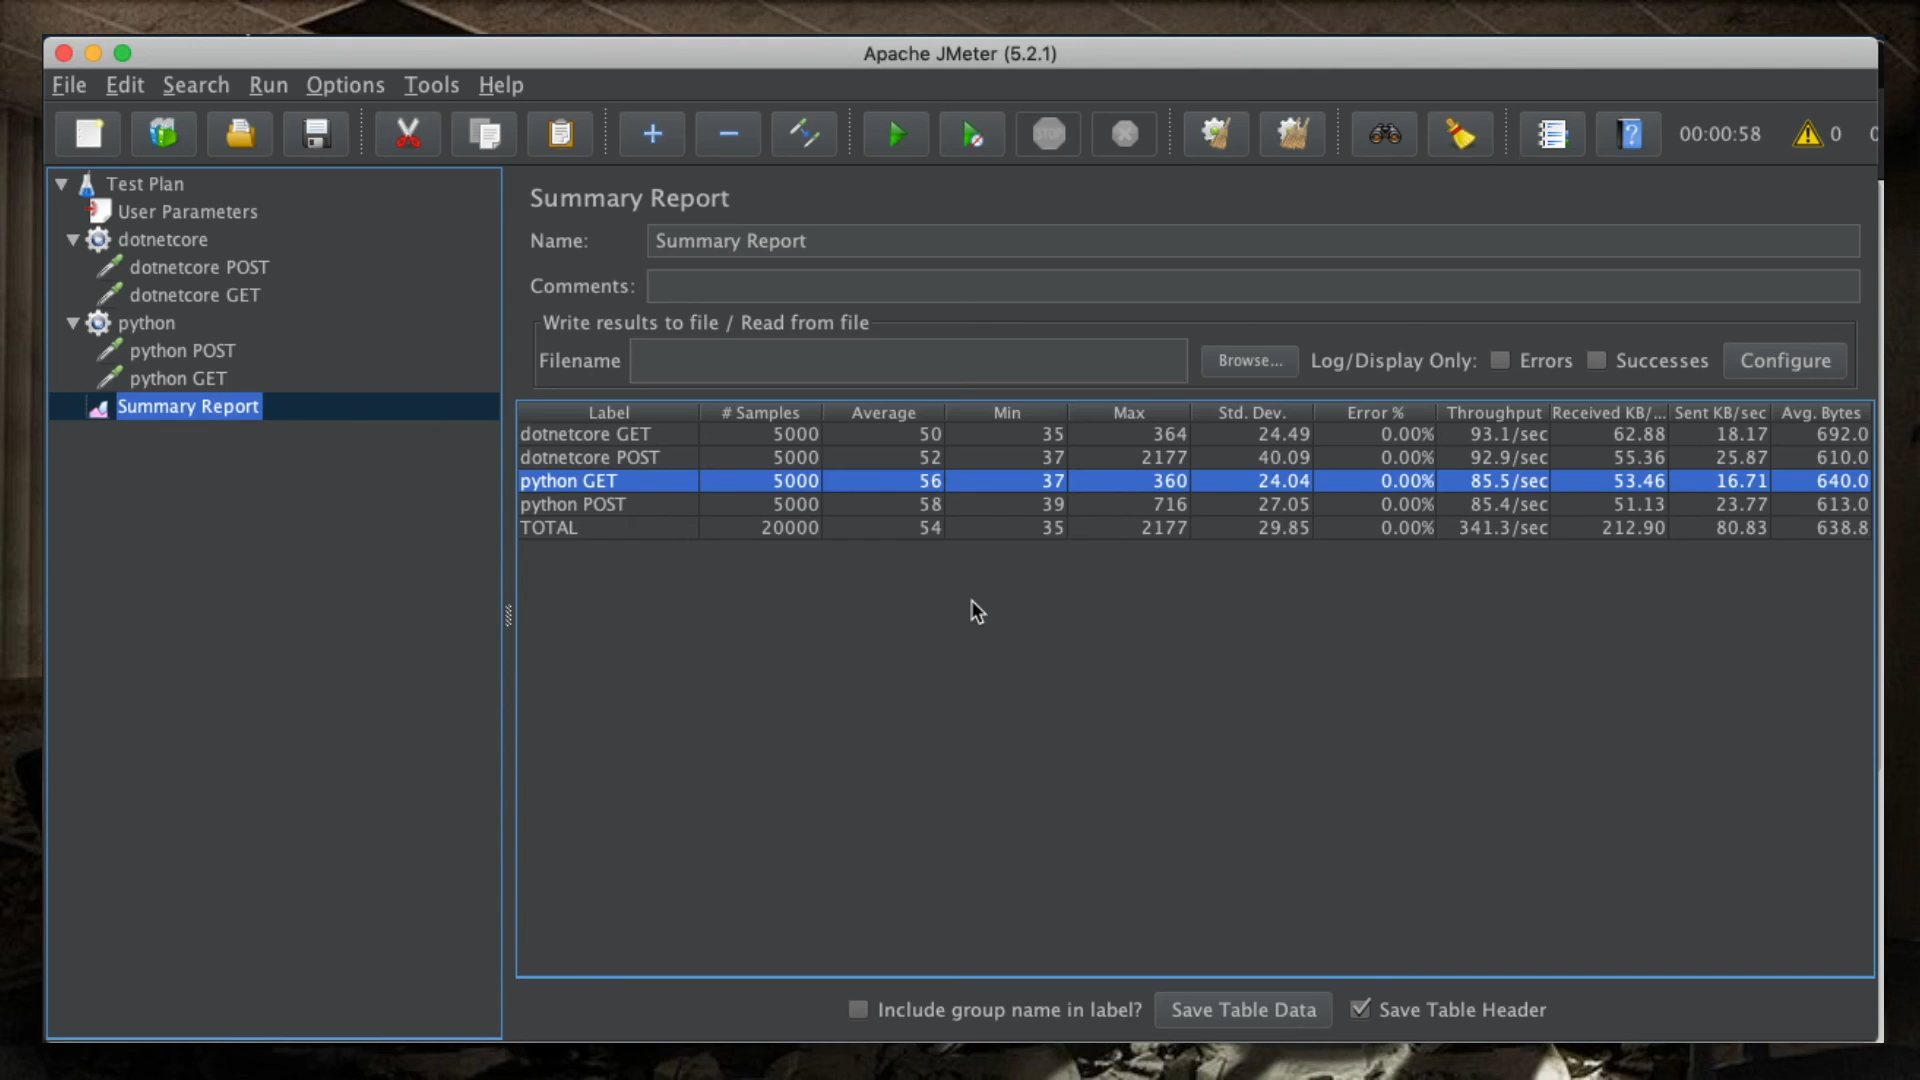 Apache JMeter (5.2.1)
File Edit Search Run Options Tools Help
STOP
00:00:58
0
Test Plan
User Parameters
dotnetcore
dotnetcore POST
dotnetcore GET
python
python POST
python GET
Summary Report
Summary Report
Name: Summary Report
Comments:
Write results to file / Read from file
Filename Browse... Log/Display Only: Errors Successes Configure
Label # Samples Average Min Max Std. Dev. Error % Throughput Received KB/... Sent KB/sec Avg. Bytes
dotnetcore GET 5000 50 35 364 24.49 0.00% 93.1/sec 62.88 18.17 692.0
dotnetcore POST 5000 52 37 2177 40.09 0.00% 92.9/sec 55.36 25.87 610.0
python GET 5000 56 37 360 24.04 0.00% 85.5/sec 53.46 16.71 640.0
python POST 5000 58 39 716 27.05 0.00% 85.4/sec 51.13 23.77 613.0
TOTAL 20000 54 35 2177 29.85 0.00% 341.3/sec 212.90 80.83 638.8
Include group name in label? Save Table Data Save Table Header